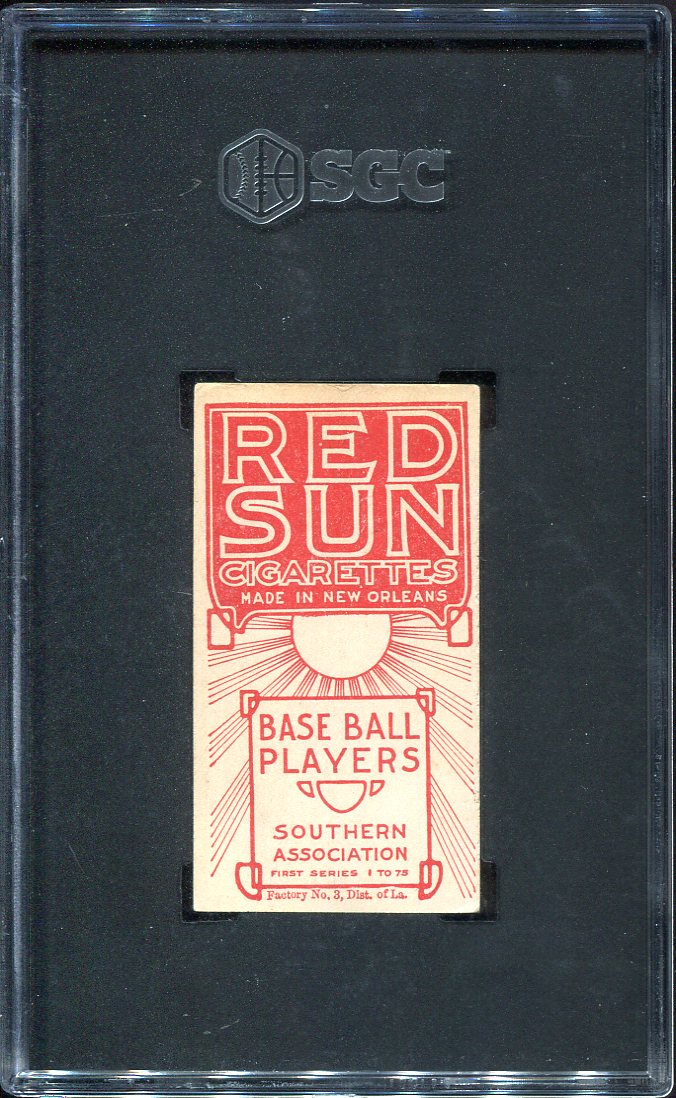 SGC
RED
SUN
CIGARETTES
MADE IN NEW ORLEANS
BASE BALL
PLAYERS
SOUTHERN
ASSOCIATION
FIRST SERIES 1 TO 75
Factory No. 3, Dist. of La.